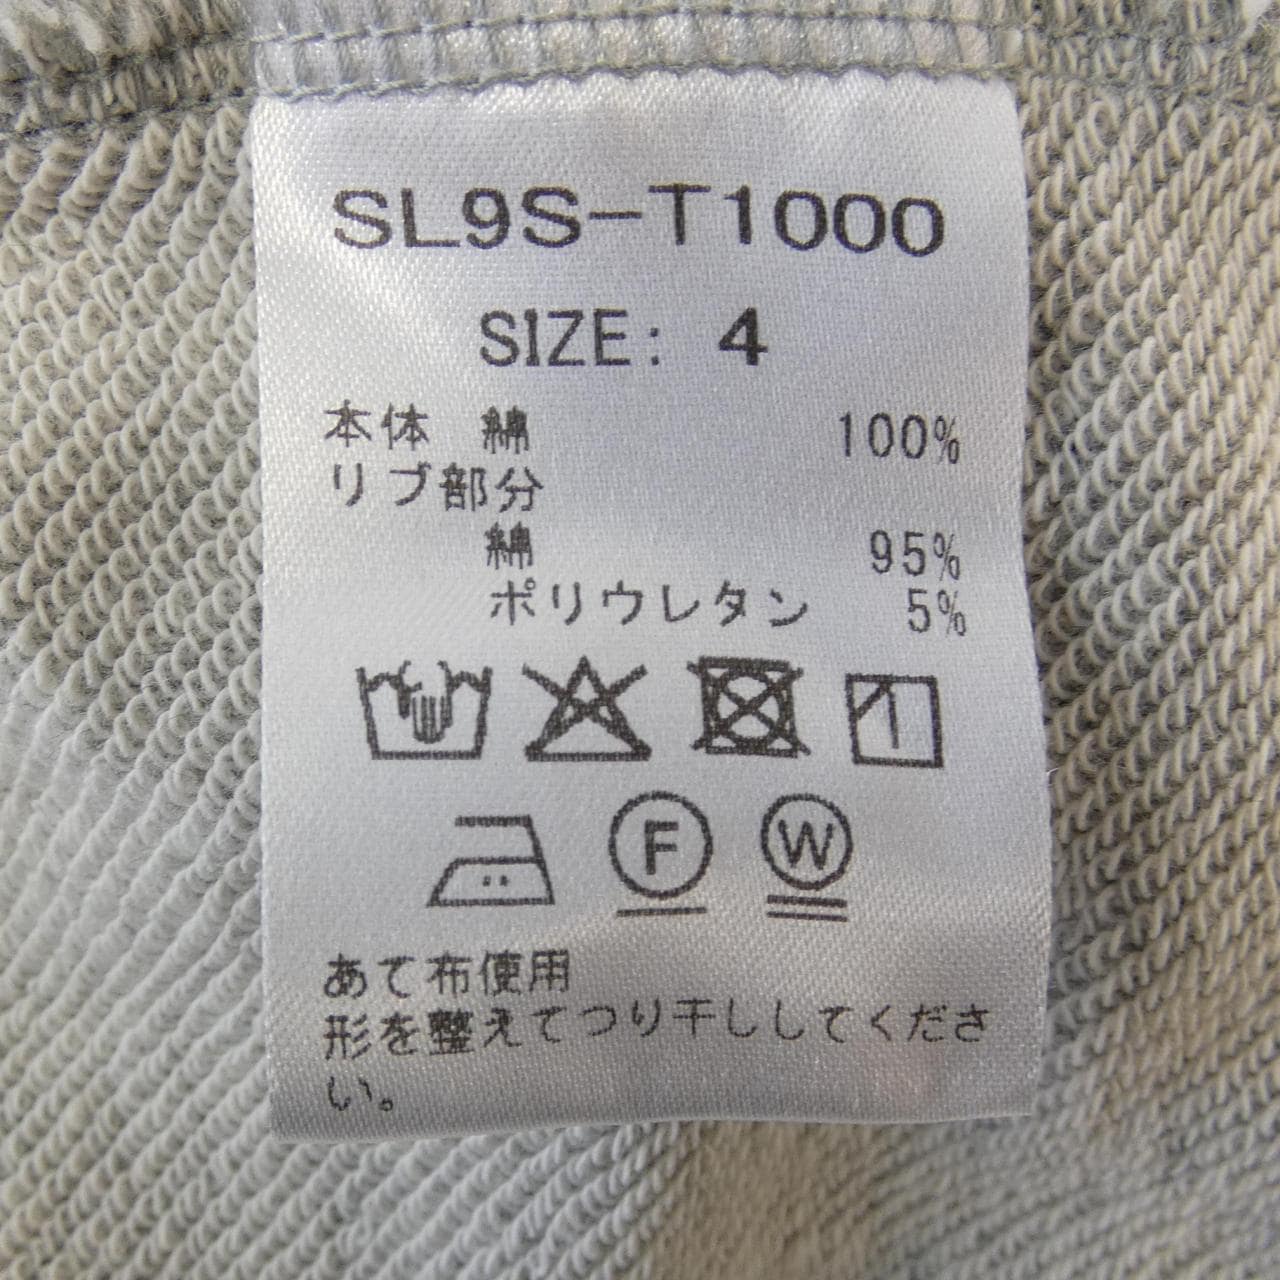 SL9S-T1000
SIZE: 4
本体 綿 100%
リブ部分
綿 95%
ポリウレタン 5%
F W
あて布使用
形を整えてつり干ししてくださ
い。